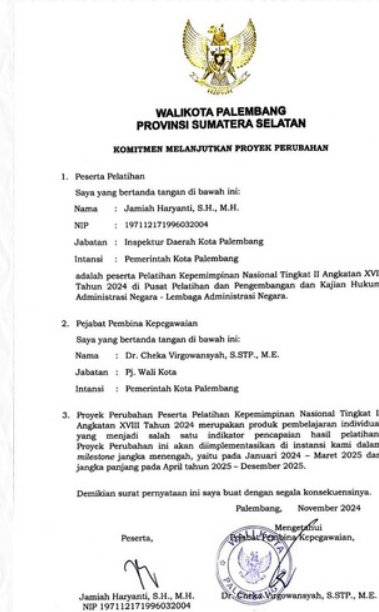 WALIKOTA PALEMBANG
PROVINSI SUMATERA SELATAN
KOMITMEN MELANJUTKAN PROYEK PERUBAHAN
1. Peserta Pelatihan
Saya yang bertanda tangan di bawah ini:
Nama : Jamiah Haryanti, S.H., M.H.
NIP : 197112171996032004
Jabatan : Inspektur Daerah Kota Palembang
Intansi : Pemerintah Kota Palembang
adalah peserta Pelatihan Kepemimpinan Nasional Tingkat II Angkatan XVI
Tahun 2024 di Pusat Pelatihan dan Pengembangan dan Kajian Hukum
Administrasi Negara - Lembaga Administrasi Negara.
2. Pejabat Pembina Kepegawaian
Saya yang bertanda tangan di bawah ini:
Nama : Dr. Cheka Virgowansyah, S.STP., M.E.
Jabatan : Pj. Wali Kota
Intansi : Pemerintah Kota Palembang
3. Proyek Perubahan Peserta Pelatihan Kepemimpinan Nasional Tingkat I
Angkatan XVIII Tahun 2024 merupakan produk pembelajaran individua
yang menjadi salah satu indikator pencapaian hasil pelatihan
Proyek Perubahan ini akan diimplementasikan di instansi kami dalam
milestone jangka menengah, yaitu pada Januari 2024 – Maret 2025 dan
jangka panjang pada April tahun 2025 – Desember 2025.
Demikian surat pernyataan ini saya buat dengan segala konsekuensinya.
Palembang, November 2024
Mengetahui
Peserta, Pejabat Pembina Kepegawaian,
WALIKOTA
Jamiah Haryanti, S.H., M.H. Dr. Cheka Virgowansyah, S.STP., M.E.
NIP 197112171996032004